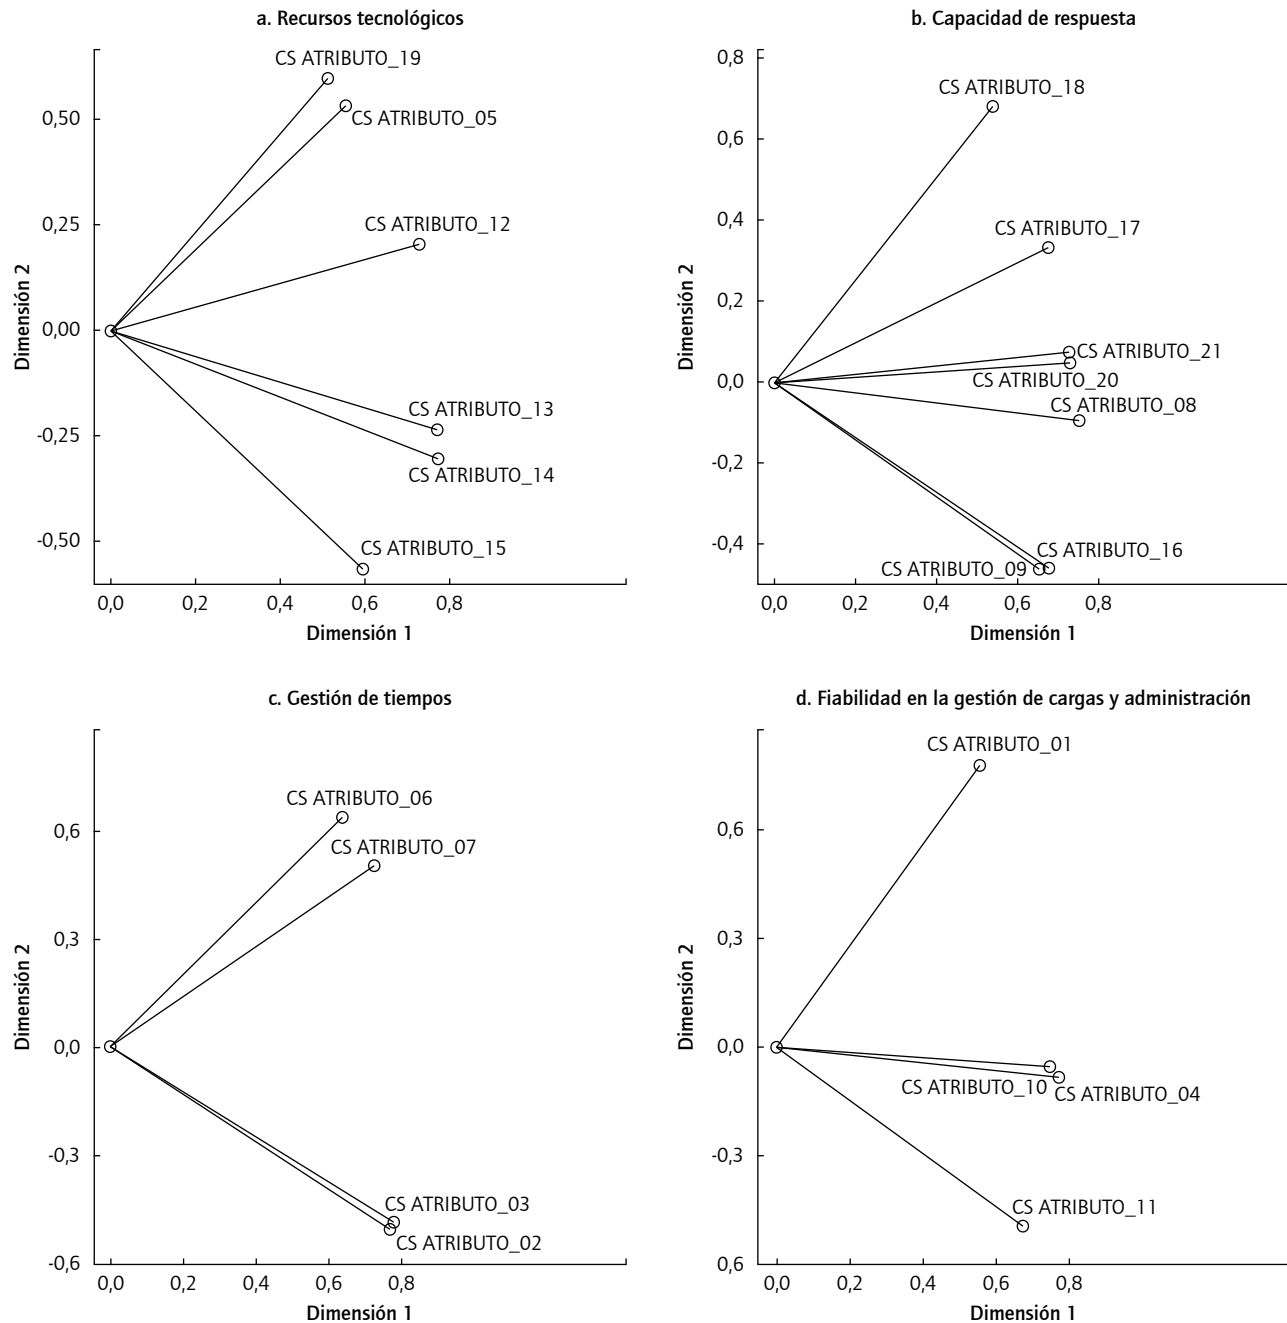 a. Recursos tecnológicos
CS ATRIBUTO_19
CS ATRIBUTO_05
CS ATRIBUTO_12
CS ATRIBUTO_13
CS ATRIBUTO_14
CS ATRIBUTO_15
0,50
0,25
0,00
-0,25
-0,50
Dimensión 2
0,0 0,2 0,4 0,6 0,8
Dimensión 1
b. Capacidad de respuesta
CS ATRIBUTO_18
CS ATRIBUTO_17
CS ATRIBUTO_21
CS ATRIBUTO_20
CS ATRIBUTO_08
CS ATRIBUTO_16
CS ATRIBUTO_09
0,8
0,6
0,4
0,2
0,0
-0,2
-0,4
Dimensión 2
0,0 0,2 0,4 0,6 0,8
Dimensión 1
c. Gestión de tiempos
CS ATRIBUTO_06
CS ATRIBUTO_07
CS ATRIBUTO_03
CS ATRIBUTO_02
0,6
0,3
0,0
-0,3
-0,6
Dimensión 2
0,0 0,2 0,4 0,6 0,8
Dimensión 1
d. Fiabilidad en la gestión de cargas y administración
CS ATRIBUTO_01
CS ATRIBUTO_10
CS ATRIBUTO_04
CS ATRIBUTO_11
0,6
0,3
0,0
-0,3
0,6
Dimensión 2
0,0 0,2 0,4 0,6 0,8
Dimensión 1